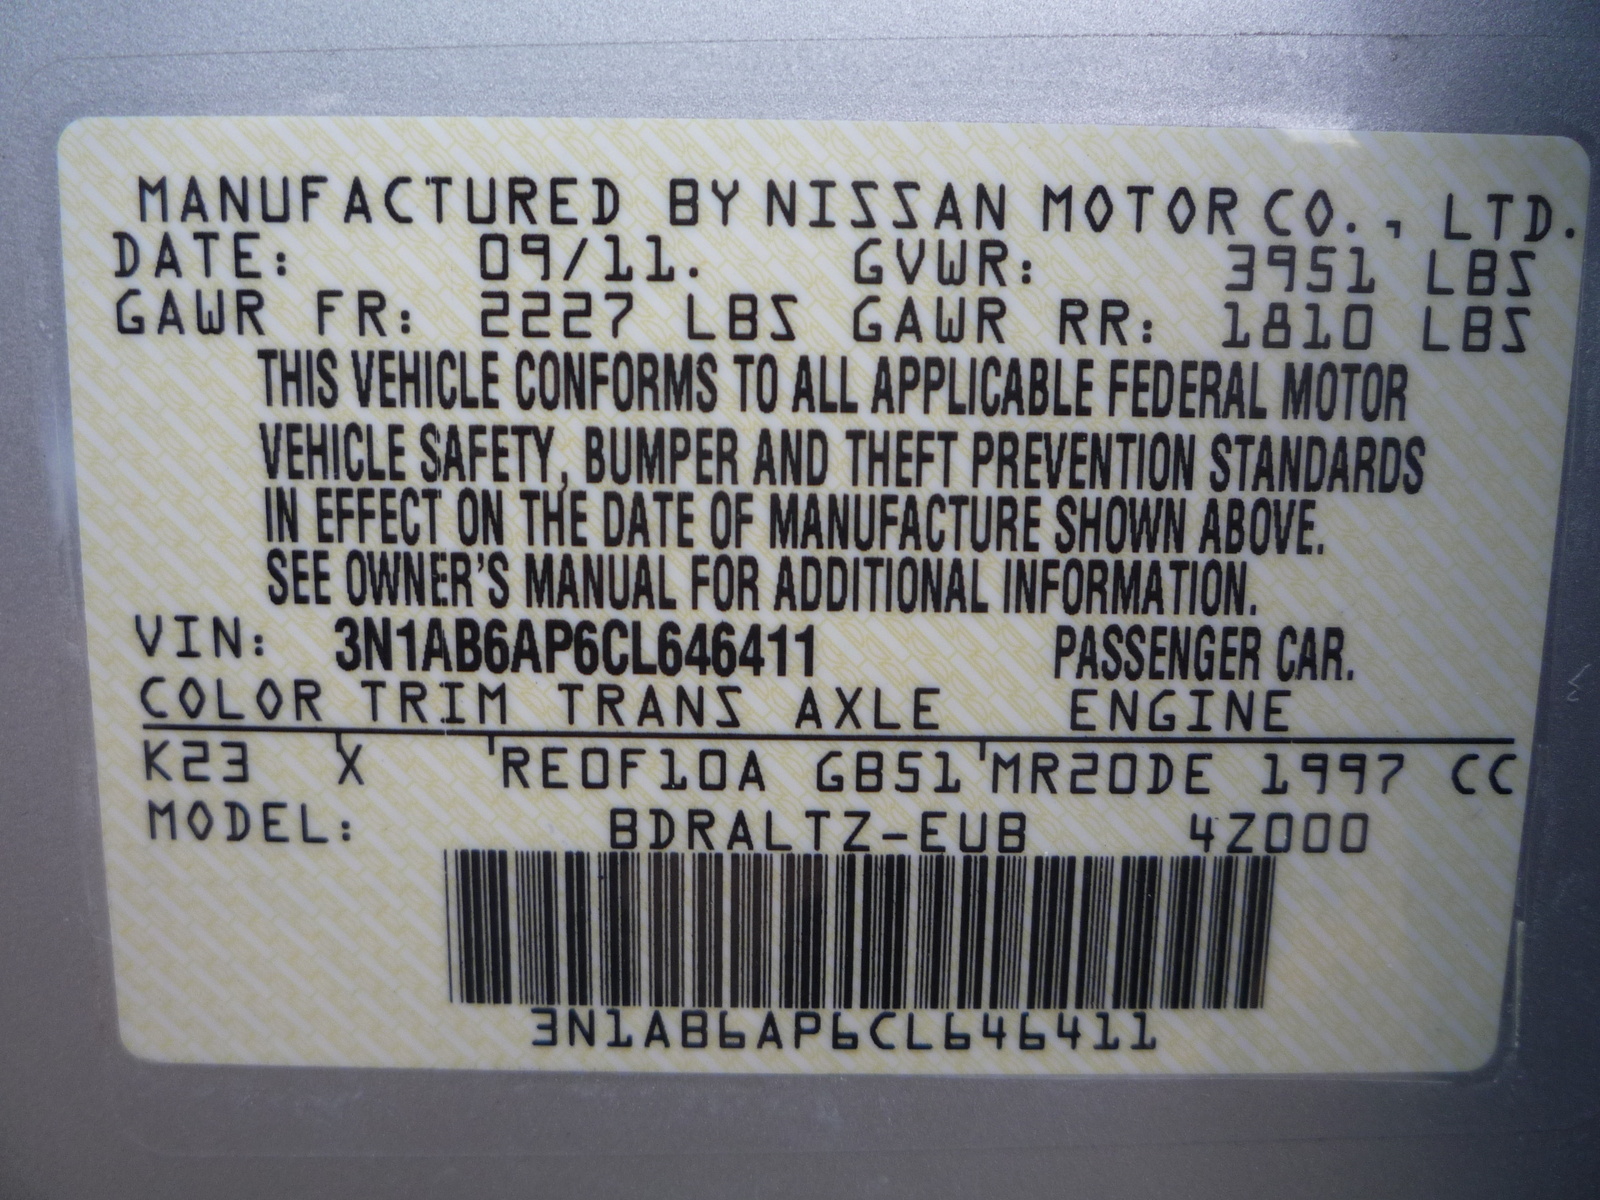 MANUFACTURED BY NISSAN MOTOR CO., LTD.
DATE: 09/11. GVWR: 3951 LBS
GAWR FR: 2227 LBS GAWR RR: 1810 LBS
THIS VEHICLE CONFORMS TO ALL APPLICABLE FEDERAL MOTOR
VEHICLE SAFETY, BUMPER AND THEFT PREVENTION STANDARDS
IN EFFECT ON THE DATE OF MANUFACTURE SHOWN ABOVE.
SEE OWNER'S MANUAL FOR ADDITIONAL INFORMATION.
VIN: 3N1AB6AP6CL646411 PASSENGER CAR.
COLOR TRIM TRANS AXLE ENGINE
K23 X RE0F10A GB51 MR20DE 1997 CC
MODEL: BDRALTZ-EUB 4Z000
3N1AB6AP6CL646411